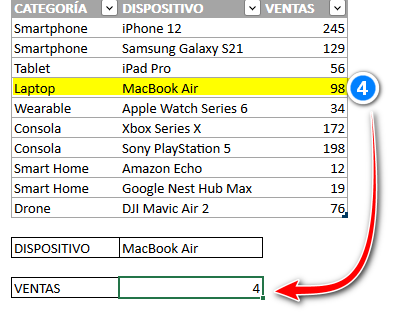 CATEGORÍA DISPOSITIVO VENTAS
Smartphone iPhone 12 245
Smartphone Samsung Galaxy S21 129
Tablet iPad Pro 56
Laptop MacBook Air 98 4
Wearable Apple Watch Series 6 34
Consola Xbox Series X 172
Consola Sony PlayStation 5 198
Smart Home Amazon Echo 12
Smart Home Google Nest Hub Max 19
Drone DJI Mavic Air 2 76
DISPOSITIVO MacBook Air
VENTAS 4